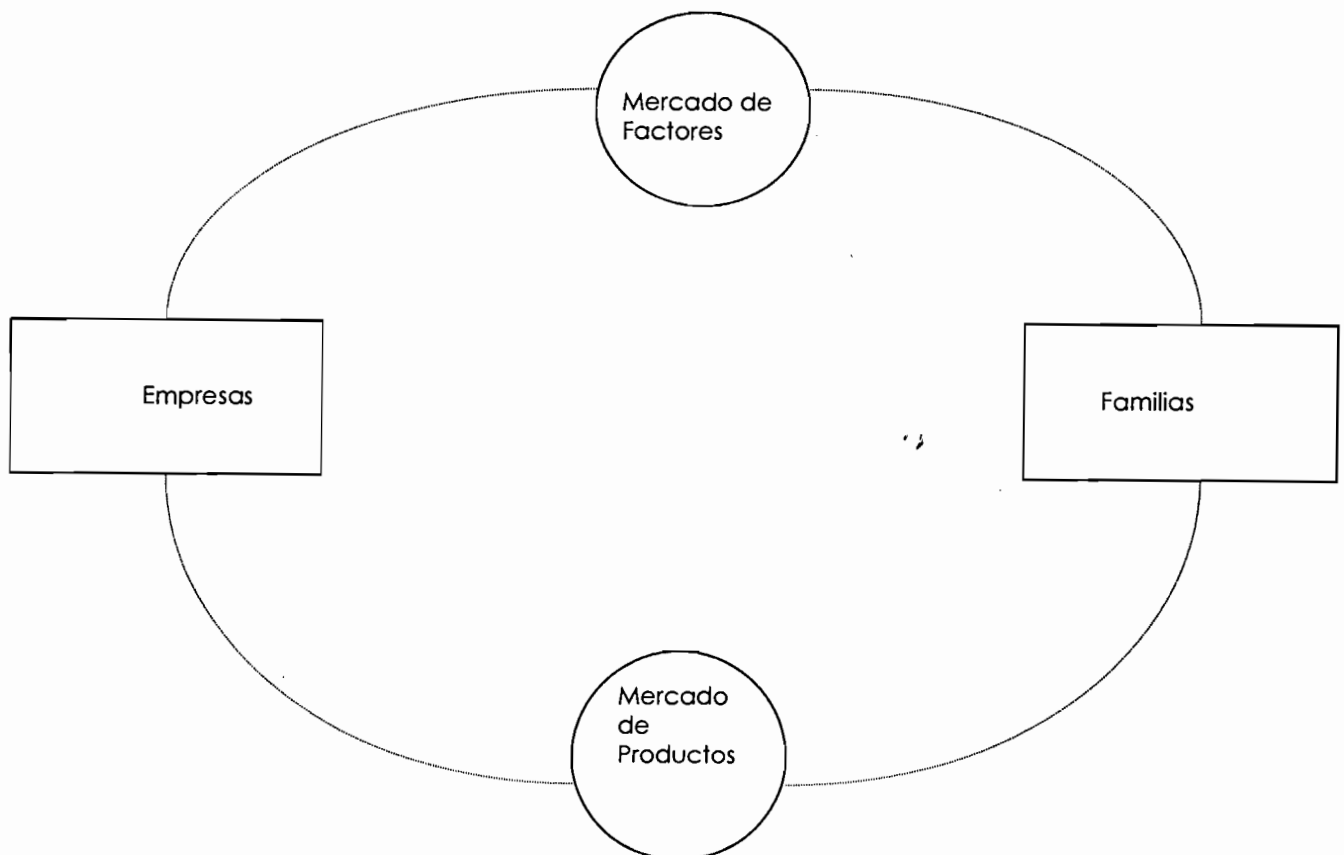 Mercado de
Factores
Empresas
Familias
Mercado
de
Productos